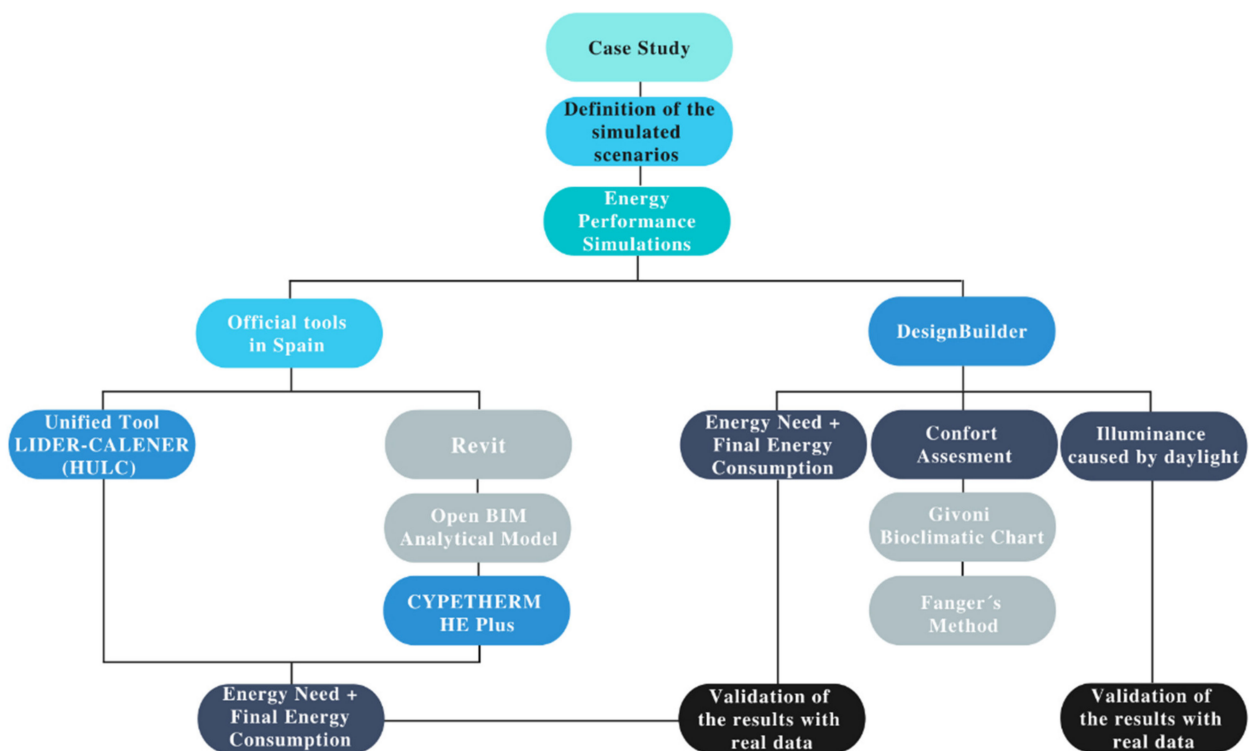 Case Study
Definition of the
simulated
scenarios
Energy
Performance
Simulations
Official tools
in Spain
DesignBuilder
Unified Tool
LIDER-CALENER
(HULC)
Revit
Energy Need +
Final Energy
Consumption
Confort
Assesment
Illuminance
caused by daylight
Open BIM
Analytical Model
Givoni
Bioclimatic Chart
CYPETHERM
HE Plus
Fanger´s
Method
Energy Need +
Final Energy
Consumption
Validation of
the results with
real data
Validation of
the results with
real data